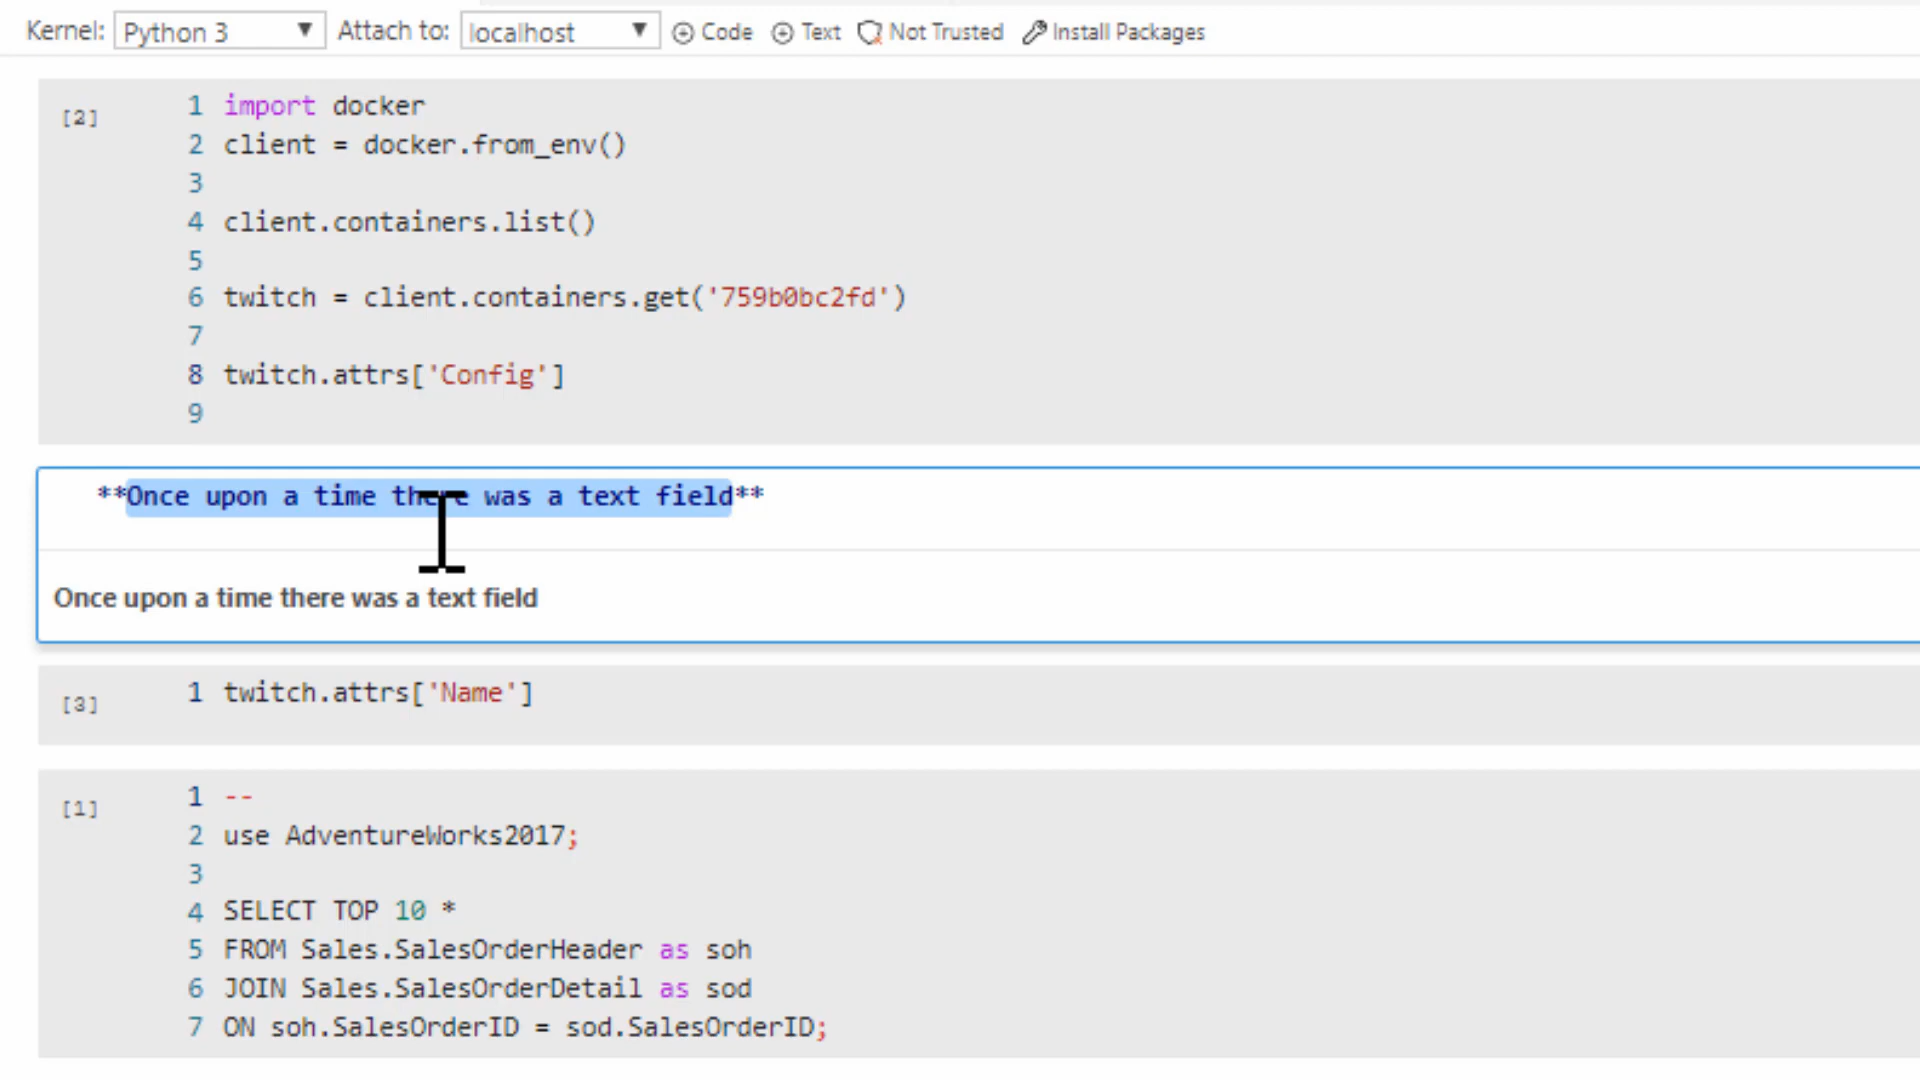 Kernel: Python 3 Attach to: localhost Code Text Not Trusted Install Packages
[2]
1 import docker
2 client = docker.from_env()
3
4 client.containers.list()
5
6 twitch = client.containers.get('759b0bc2fd')
7
8 twitch.attrs['Config']
9
**Once upon a time there was a text field**
Once upon a time there was a text field
[3]
1 twitch.attrs['Name']
[1]
1 --
2 use AdventureWorks2017;
3
4 SELECT TOP 10 *
5 FROM Sales.SalesOrderHeader as soh
6 JOIN Sales.SalesOrderDetail as sod
7 ON soh.SalesOrderID = sod.SalesOrderID;